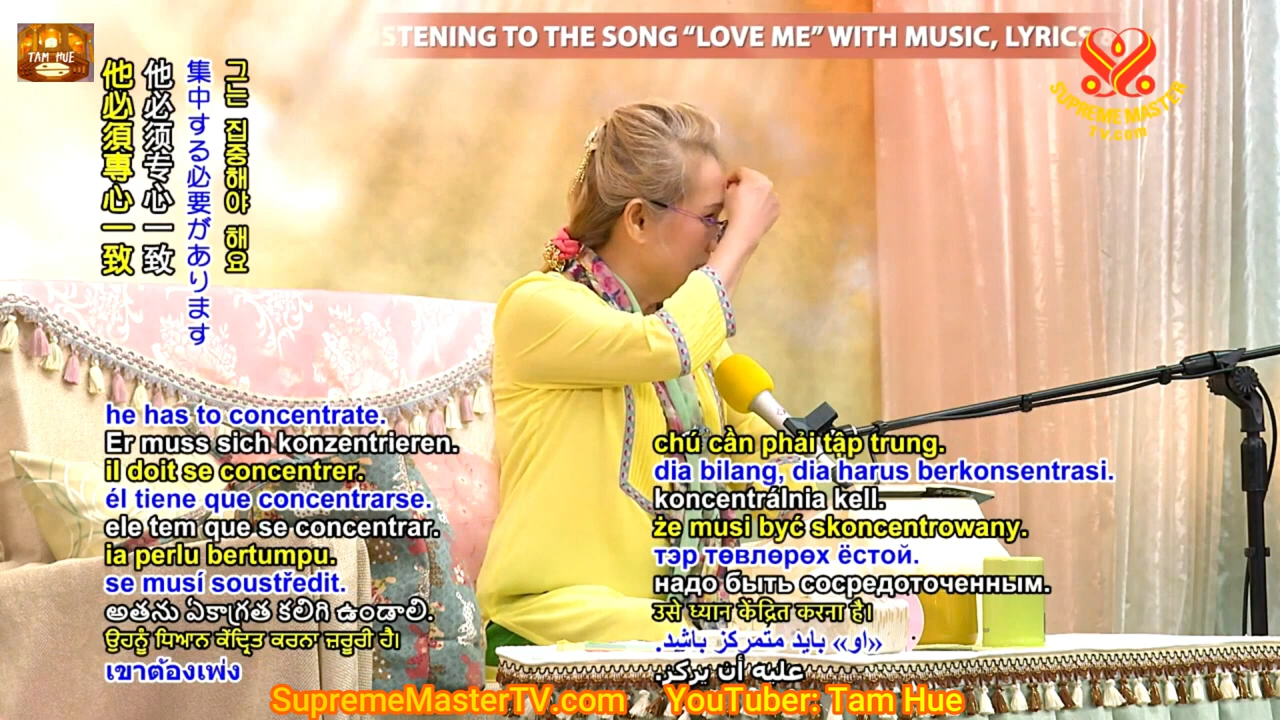 STENING TO THE SONG “LOVE ME” WITH MUSIC, LYRICS
TAM HUE
SUPREME MASTER
TV.com
他必須專心一致
他必须专心一致
集中する必要があります
그는 집중해야 해요
he has to concentrate.
Er muss sich konzentrieren.
il doit se concentrer.
él tiene que concentrarse.
ele tem que se concentrar.
ia perlu bertumpu.
se musí soustředit.
అతను ఏకాగ్రత కలిగి ఉండాలి.
ਉਹਨੂੰ ਧਿਆਨ ਕੇਂਦ੍ਰਿਤ ਕਰਨਾ ਜ਼ਰੂਰੀ ਹੈ।
เขาต้องเพ่ง
chú cần phải tập trung.
dia bilang, dia harus berkonsentrasi.
koncentrálnia kell.
że musi być skoncentrowany.
тэр төвлөрөх ёстой.
надо быть сосредоточенным.
उसे ध्यान केंद्रित करना है।
«او» باید متمرکز باشید.
عليه أن يركز.
SupremeMasterTV.com YouTuber: Tam Hue